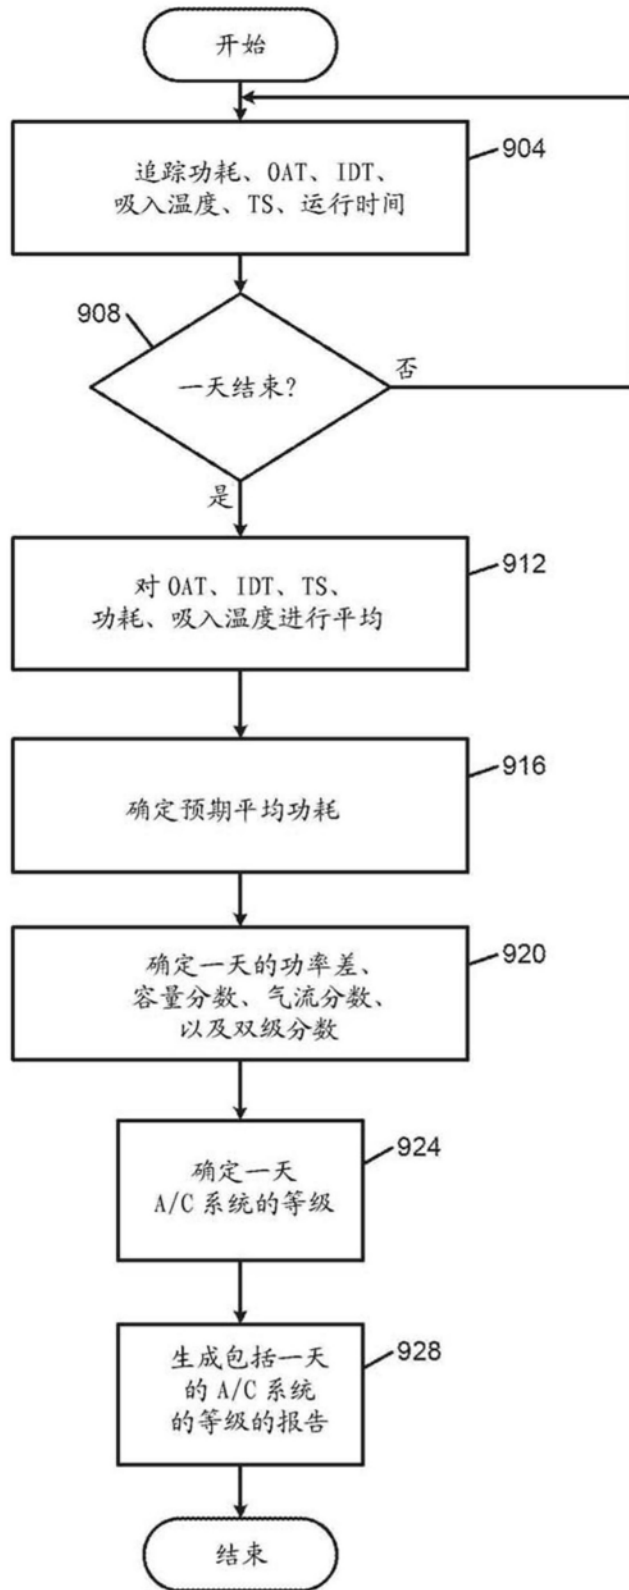 开始
追踪功耗、OAT、IDT、
吸入温度、TS、运行时间
904
908
一天结束?
否
是
对 OAT、IDT、TS、
功耗、吸入温度进行平均
912
确定预期平均功耗
916
确定一天的功率差、
容量分数、气流分数、
以及双级分数
920
确定一天
A/C 系统的等级
924
生成包括一天
的 A/C 系统
的等级的报告
928
结束